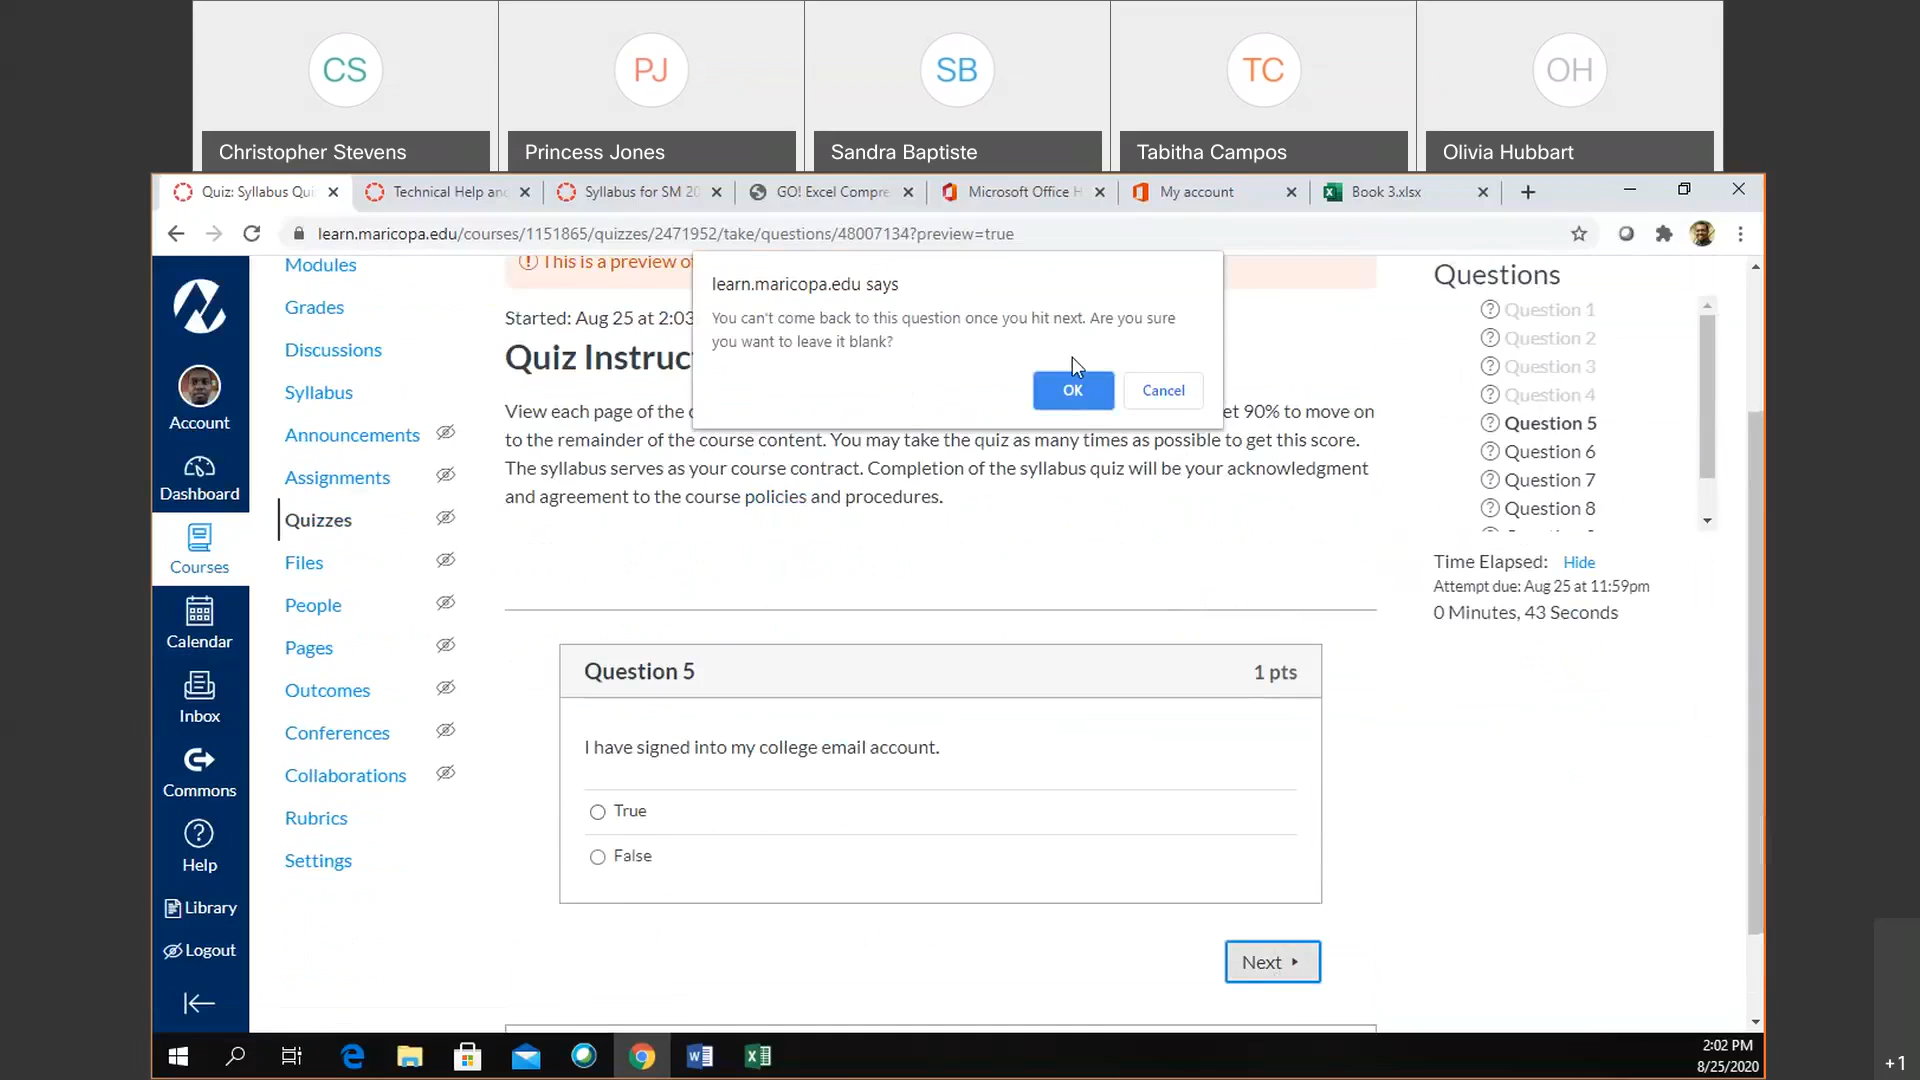 CS
PJ
SB
TC
OH
Christopher Stevens
Princess Jones
Sandra Baptiste
Tabitha Campos
Olivia Hubbart
Quiz: Syllabus Qui
Technical Help an
Syllabus for SM 20
GO! Excel Compre
Microsoft Office H
My account
Book 3.xlsx
learn.maricopa.edu/courses/1151865/quizzes/2471952/take/questions/48007134?preview=true
Account
Dashboard
Courses
Calendar
Inbox
Commons
Help
Library
Logout
Modules
Grades
Discussions
Syllabus
Announcements
Assignments
Quizzes
Files
People
Pages
Outcomes
Conferences
Collaborations
Rubrics
Settings
This is a preview of
Started: Aug 25 at 2:03
Quiz Instruc
learn.maricopa.edu says
You can't come back to this question once you hit next. Are you sure
you want to leave it blank?
OK
Cancel
View each page of the
et 90% to move on
to the remainder of the course content. You may take the quiz as many times as possible to get this score.
The syllabus serves as your course contract. Completion of the syllabus quiz will be your acknowledgment
and agreement to the course policies and procedures.
Question 5
1 pts
I have signed into my college email account.
True
False
Next
Questions
Question 1
Question 2
Question 3
Question 4
Question 5
Question 6
Question 7
Question 8
Time Elapsed: Hide
Attempt due: Aug 25 at 11:59pm
0 Minutes, 43 Seconds
2:02 PM
8/25/2020
+1